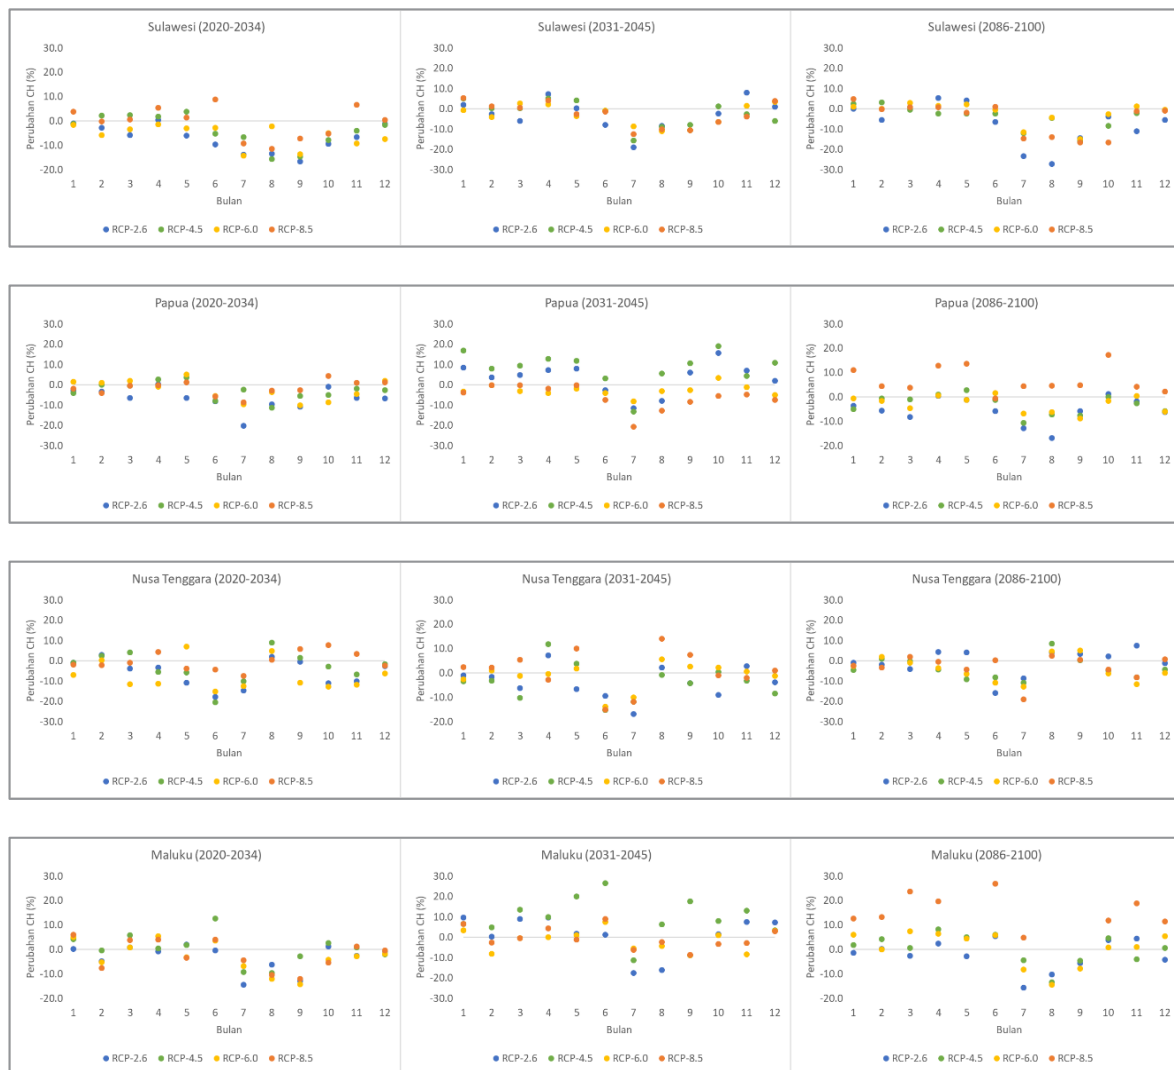 Sulawesi (2020-2034)
Perubahan CH (%)
30.0
20.0
10.0
0.0
-10.0
-20.0
1 2 3 4 5 6 7 8 9 10 11 12
Bulan
RCP-2.6 RCP-4.5 RCP-6.0 RCP-8.5
Sulawesi (2031-2045)
Perubahan CH (%)
30.0
20.0
10.0
0.0
-10.0
-20.0
-30.0
1 2 3 4 5 6 7 8 9 10 11 12
Bulan
RCP-2.6 RCP-4.5 RCP-6.0 RCP-8.5
Sulawesi (2086-2100)
Perubahan CH (%)
30.0
20.0
10.0
0.0
-10.0
-20.0
-30.0
1 2 3 4 5 6 7 8 9 10 11 12
Bulan
RCP-2.6 RCP-4.5 RCP-6.0 RCP-8.5
Papua (2020-2034)
Perubahan CH (%)
30.0
20.0
10.0
0.0
-10.0
-20.0
-30.0
1 2 3 4 5 6 7 8 9 10 11 12
Bulan
RCP-2.6 RCP-4.5 RCP-6.0 RCP-8.5
Papua (2031-2045)
Perubahan CH (%)
30.0
20.0
10.0
0.0
-10.0
-20.0
-30.0
1 2 3 4 5 6 7 8 9 10 11 12
Bulan
RCP-2.6 RCP-4.5 RCP-6.0 RCP-8.5
Papua (2086-2100)
Perubahan CH (%)
30.0
20.0
10.0
0.0
-10.0
-20.0
1 2 3 4 5 6 7 8 9 10 11 12
Bulan
RCP-2.6 RCP-4.5 RCP-6.0 RCP-8.5
Nusa Tenggara (2020-2034)
Perubahan CH (%)
30.0
20.0
10.0
0.0
-10.0
-20.0
-30.0
1 2 3 4 5 6 7 8 9 10 11 12
Bulan
RCP-2.6 RCP-4.5 RCP-6.0 RCP-8.5
Nusa Tenggara (2031-2045)
Perubahan CH (%)
30.0
20.0
10.0
0.0
-10.0
-20.0
1 2 3 4 5 6 7 8 9 10 11 12
Bulan
RCP-2.6 RCP-4.5 RCP-6.0 RCP-8.5
Nusa Tenggara (2086-2100)
Perubahan CH (%)
30.0
20.0
10.0
0.0
-10.0
-20.0
-30.0
1 2 3 4 5 6 7 8 9 10 11 12
Bulan
RCP-2.6 RCP-4.5 RCP-6.0 RCP-8.5
Maluku (2020-2034)
Perubahan CH (%)
30.0
20.0
10.0
0.0
-10.0
-20.0
1 2 3 4 5 6 7 8 9 10 11 12
Bulan
RCP-2.6 RCP-4.5 RCP-6.0 RCP-8.5
Maluku (2031-2045)
Perubahan CH (%)
30.0
20.0
10.0
0.0
-10.0
-20.0
-30.0
1 2 3 4 5 6 7 8 9 10 11 12
Bulan
RCP-2.6 RCP-4.5 RCP-6.0 RCP-8.5
Maluku (2086-2100)
Perubahan CH (%)
30.0
20.0
10.0
0.0
-10.0
-20.0
1 2 3 4 5 6 7 8 9 10 11 12
Bulan
RCP-2.6 RCP-4.5 RCP-6.0 RCP-8.5